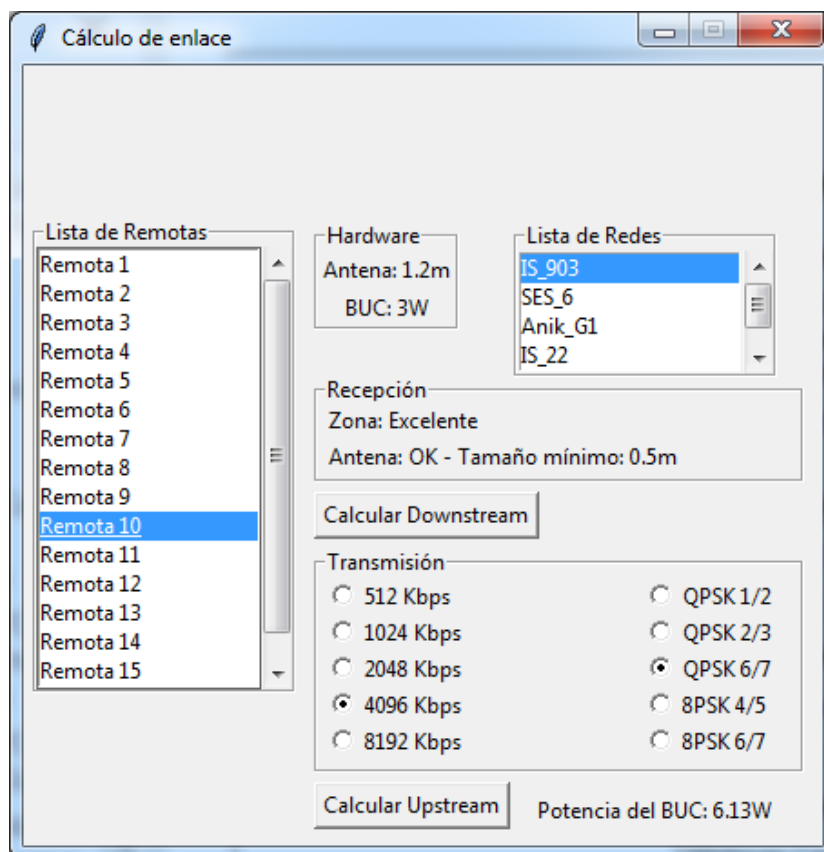 Cálculo de enlace
Lista de Remotas
Remota 1
Remota 2
Remota 3
Remota 4
Remota 5
Remota 6
Remota 7
Remota 8
Remota 9
Remota 10
Remota 11
Remota 12
Remota 13
Remota 14
Remota 15
Hardware
Antena: 1.2m
BUC: 3W
Lista de Redes
IS_903
SES_6
Anik_G1
IS_22
Recepción
Zona: Excelente
Antena: OK - Tamaño mínimo: 0.5m
Calcular Downstream
Transmisión
512 Kbps
1024 Kbps
2048 Kbps
4096 Kbps
8192 Kbps
QPSK 1/2
QPSK 2/3
QPSK 6/7
8PSK 4/5
8PSK 6/7
Calcular Upstream
Potencia del BUC: 6.13W